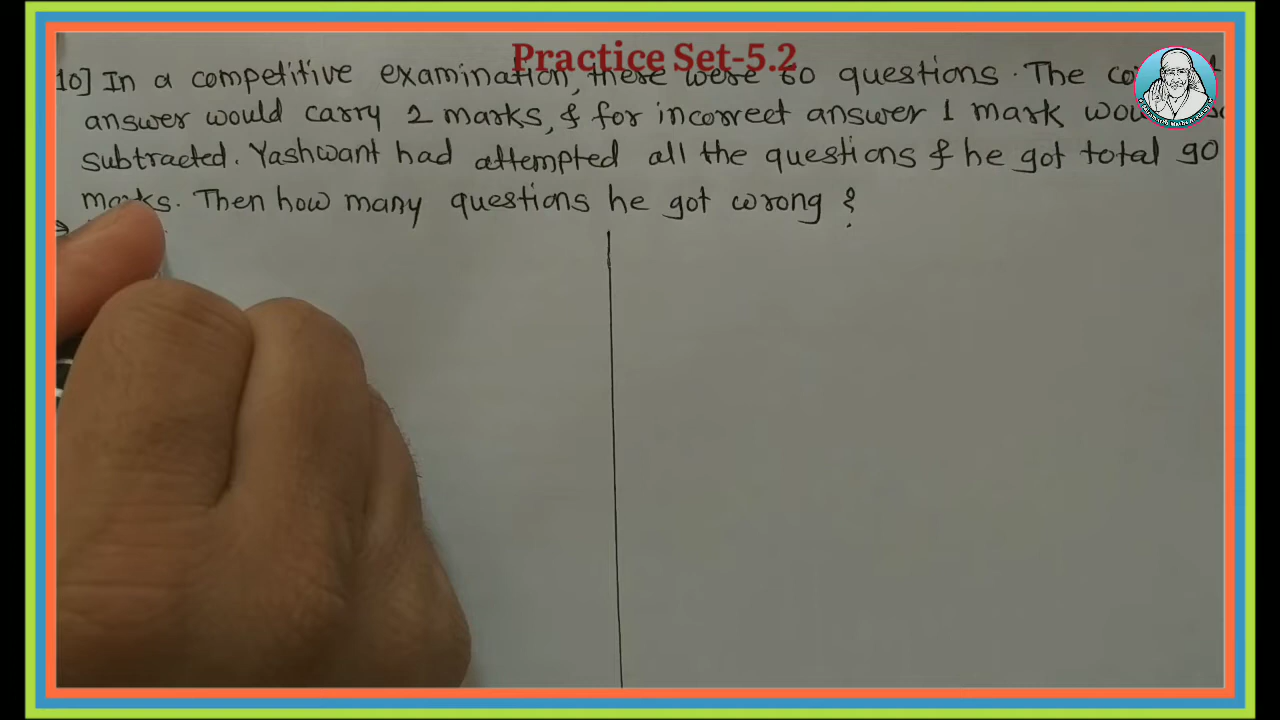 Practice Set-5.2
10] In a competitive examination, there were 60 questions. The
answer would carry 2 marks, & for incorrect answer 1 mark
subtracted. Yashwant had attempted all the questions & he got total 90
marks. Then how many questions he got wrong ?